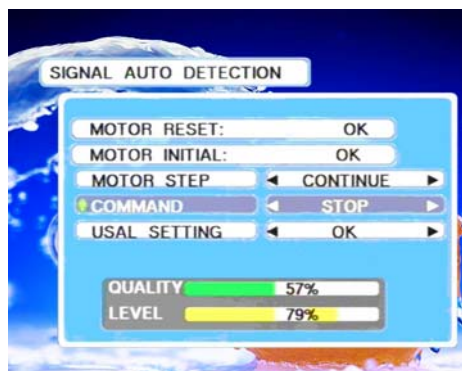 SIGNAL AUTO DETECTION
MOTOR RESET: OK
MOTOR INITIAL: OK
MOTOR STEP ◄ CONTINUE ►
COMMAND ◄ STOP ►
USAL SETTING ◄ OK ►
QUALITY 57%
LEVEL 79%